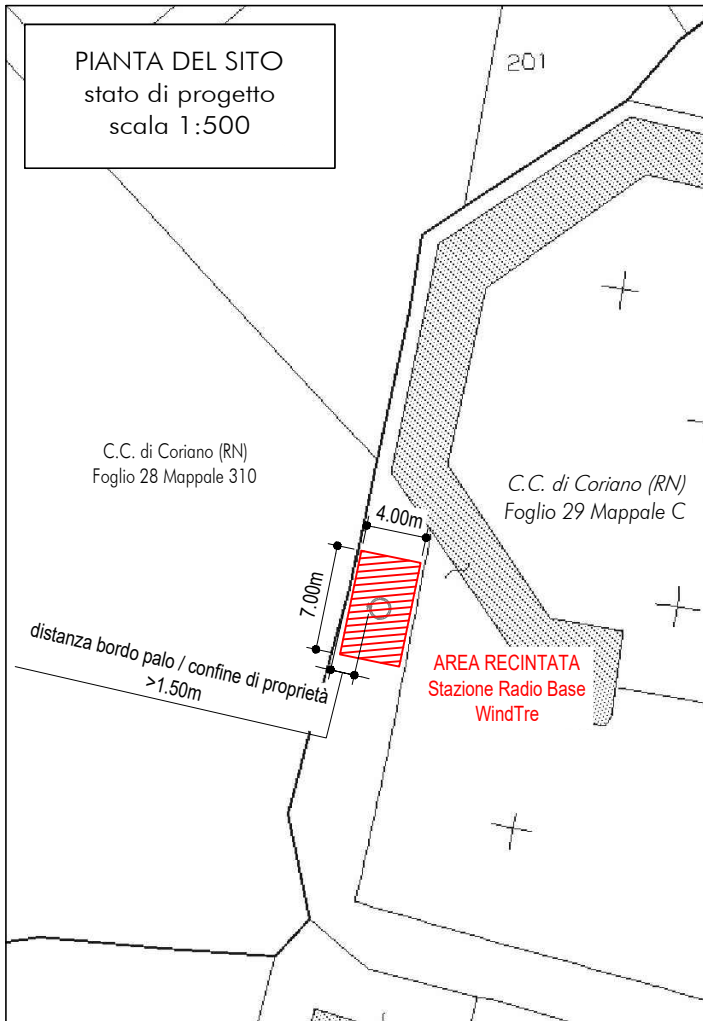 PIANTA DEL SITO
stato di progetto
scala 1:500
201
C.C. di Coriano (RN)
Foglio 28 Mappale 310
C.C. di Coriano (RN)
Foglio 29 Mappale C
4.00m
7.00m
distanza bordo palo / confine di proprietà
>1.50m
AREA RECINTATA
Stazione Radio Base
WindTre